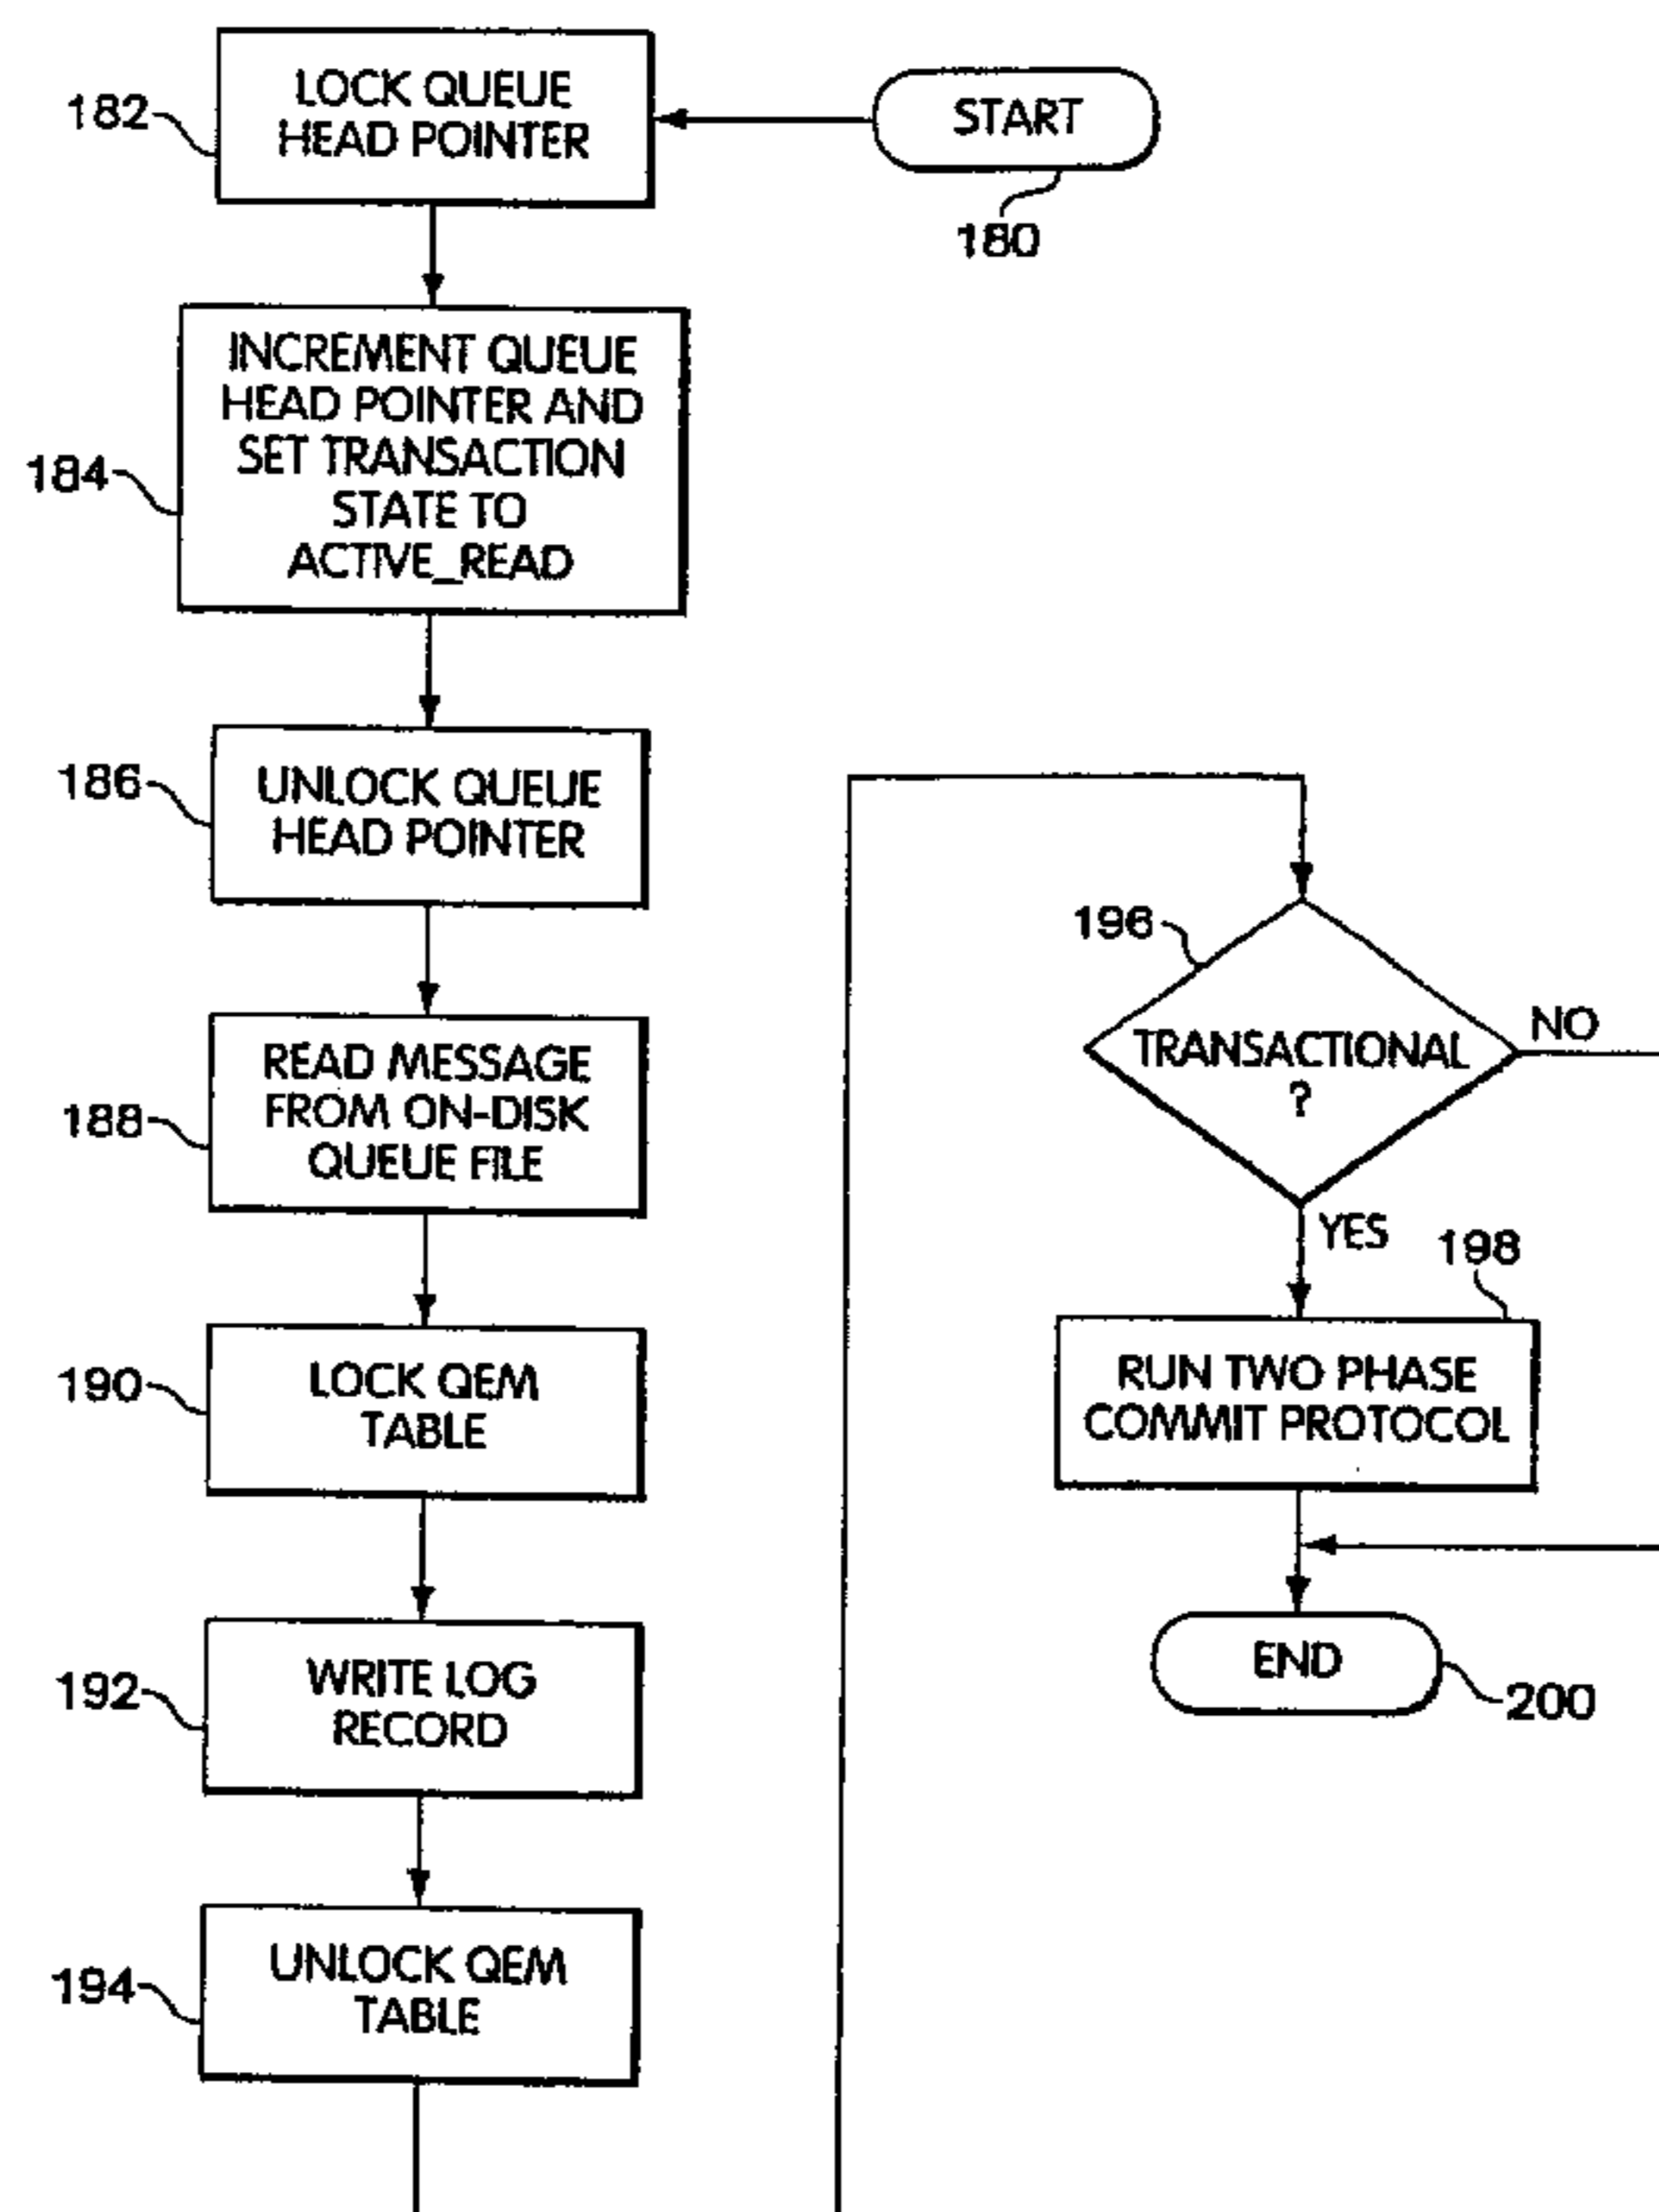 182
LOCK QUEUE
HEAD POINTER
START
180
184
INCREMENT QUEUE
HEAD POINTER AND
SET TRANSACTION
STATE TO
ACTIVE_READ
186
UNLOCK QUEUE
HEAD POINTER
188
READ MESSAGE
FROM ON-DISK
QUEUE FILE
190
LOCK QEM
TABLE
192
WRITE LOG
RECORD
194
UNLOCK QEM
TABLE
196
TRANSACTIONAL
?
NO
YES
198
RUN TWO PHASE
COMMIT PROTOCOL
END
200